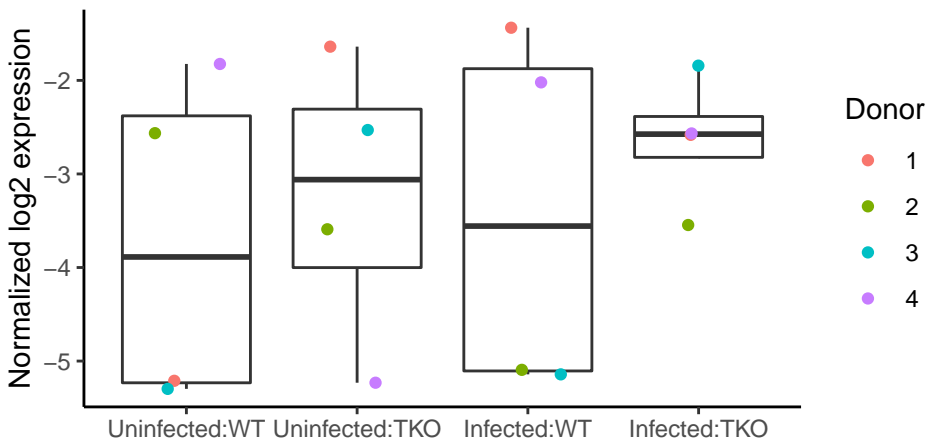 Normalized log2 expression
−2
−3
−4
−5
Uninfected:WT Uninfected:TKO Infected:WT Infected:TKO
Donor
1
2
3
4